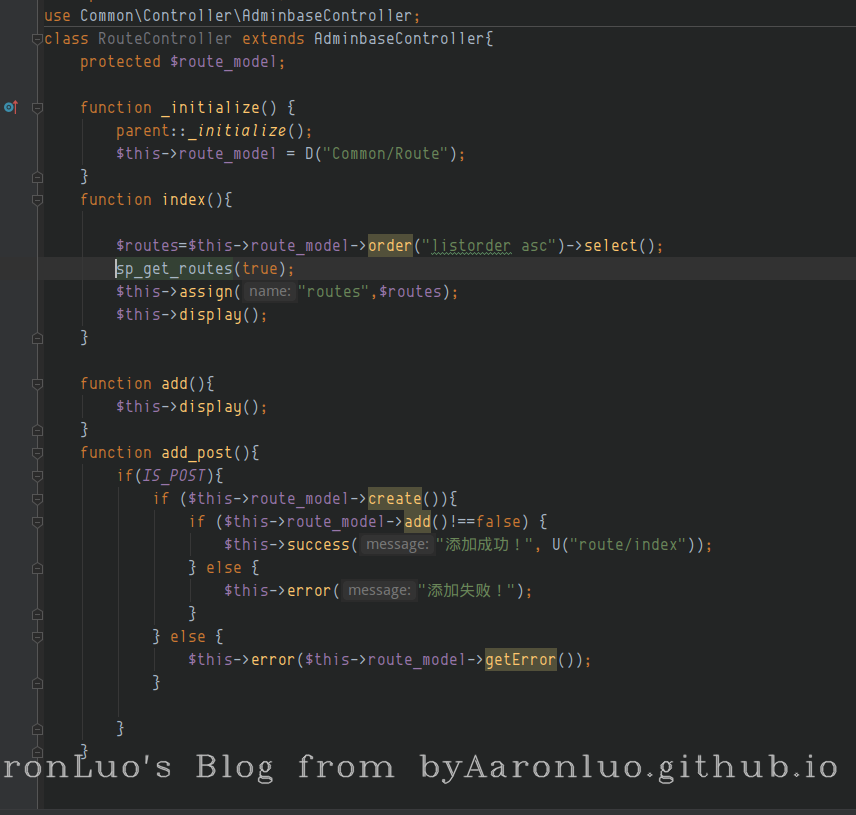 use Common\Controller\AdminbaseController;
class RouteController extends AdminbaseController{
    protected $route_model;
    function _initialize() {
        parent::_initialize();
        $this->route_model = D("Common/Route");
    }
    function index(){
        $routes=$this->route_model->order("listorder asc")->select();
        sp_get_routes(true);
        $this->assign( name: "routes",$routes);
        $this->display();
    }
    function add(){
        $this->display();
    }
    function add_post(){
        if(IS_POST){
            if ($this->route_model->create()){
                if ($this->route_model->add()!==false) {
                    $this->success( message: "添加成功！", U("route/index"));
                } else {
                    $this->error( message: "添加失败！");
                }
            } else {
                $this->error($this->route_model->getError());
            }
        }
    }
ronLuo's Blog from byAaronluo.github.io